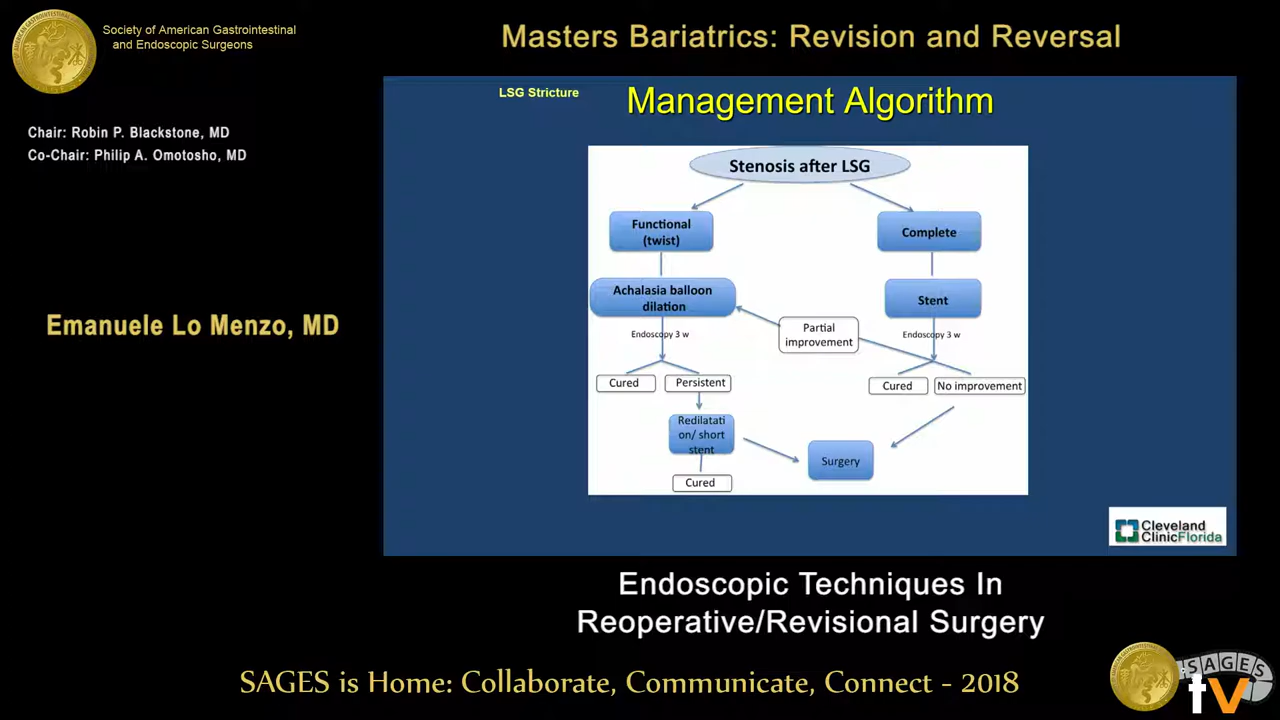 Society of American Gastrointestinal
and Endoscopic Surgeons
Masters Bariatrics: Revision and Reversal
Chair: Robin P. Blackstone, MD
Co-Chair: Philip A. Omotosho, MD
Emanuele Lo Menzo, MD
LSG Stricture
Management Algorithm
Stenosis after LSG
Functional
(twist)
Complete
Achalasia balloon
dilation
Stent
Partial
improvement
Endoscopy 3 w
Endoscopy 3 w
Cured
Persistent
Cured
No improvement
Redilatati
on/ short
stent
Surgery
Cured
Cleveland
ClinicFlorida
Endoscopic Techniques In
Reoperative/Revisional Surgery
SAGES is Home: Collaborate, Communicate, Connect - 2018
SAGES
tv